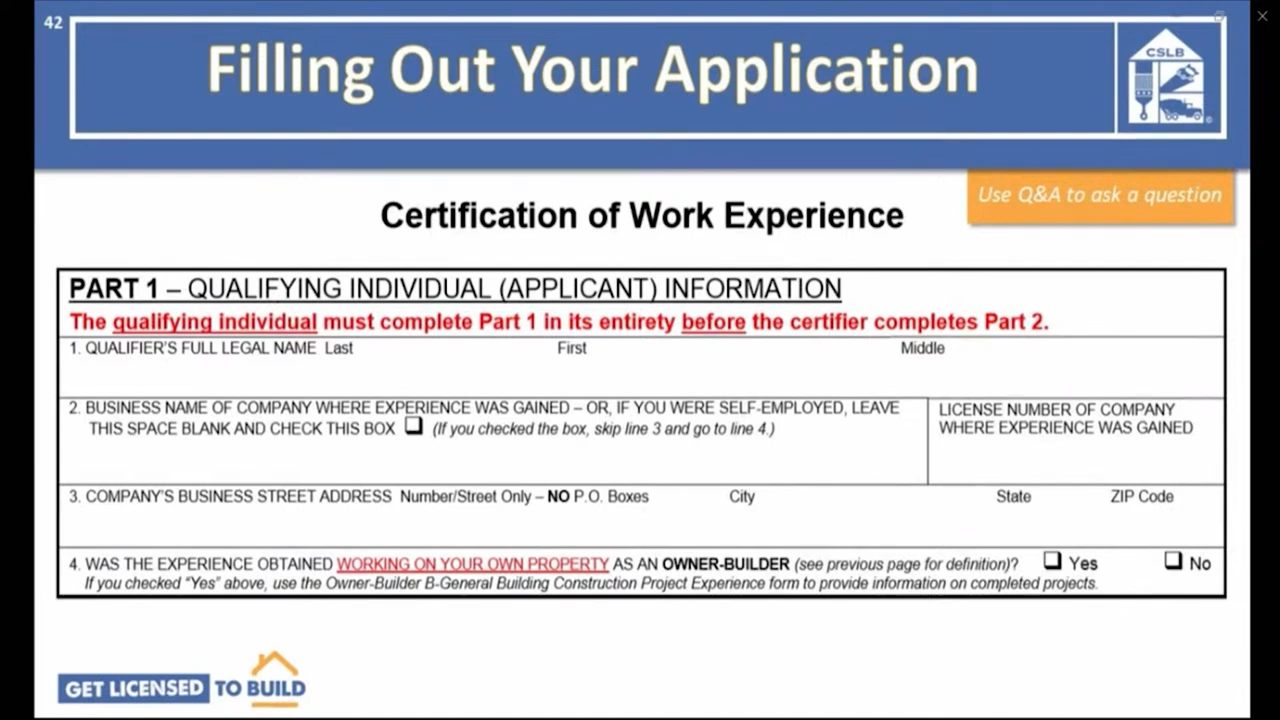 42
Filling Out Your Application
CSLB
Use Q&A to ask a question
Certification of Work Experience
PART 1 – QUALIFYING INDIVIDUAL (APPLICANT) INFORMATION
The qualifying individual must complete Part 1 in its entirety before the certifier completes Part 2.
1. QUALIFIER'S FULL LEGAL NAME Last First Middle
2. BUSINESS NAME OF COMPANY WHERE EXPERIENCE WAS GAINED – OR, IF YOU WERE SELF-EMPLOYED, LEAVE
THIS SPACE BLANK AND CHECK THIS BOX ❑ (If you checked the box, skip line 3 and go to line 4.)
LICENSE NUMBER OF COMPANY
WHERE EXPERIENCE WAS GAINED
3. COMPANY'S BUSINESS STREET ADDRESS Number/Street Only – NO P.O. Boxes City State ZIP Code
4. WAS THE EXPERIENCE OBTAINED WORKING ON YOUR OWN PROPERTY AS AN OWNER-BUILDER (see previous page for definition)? ❑ Yes ❑ No
If you checked "Yes" above, use the Owner-Builder B-General Building Construction Project Experience form to provide information on completed projects.
GET LICENSED TO BUILD